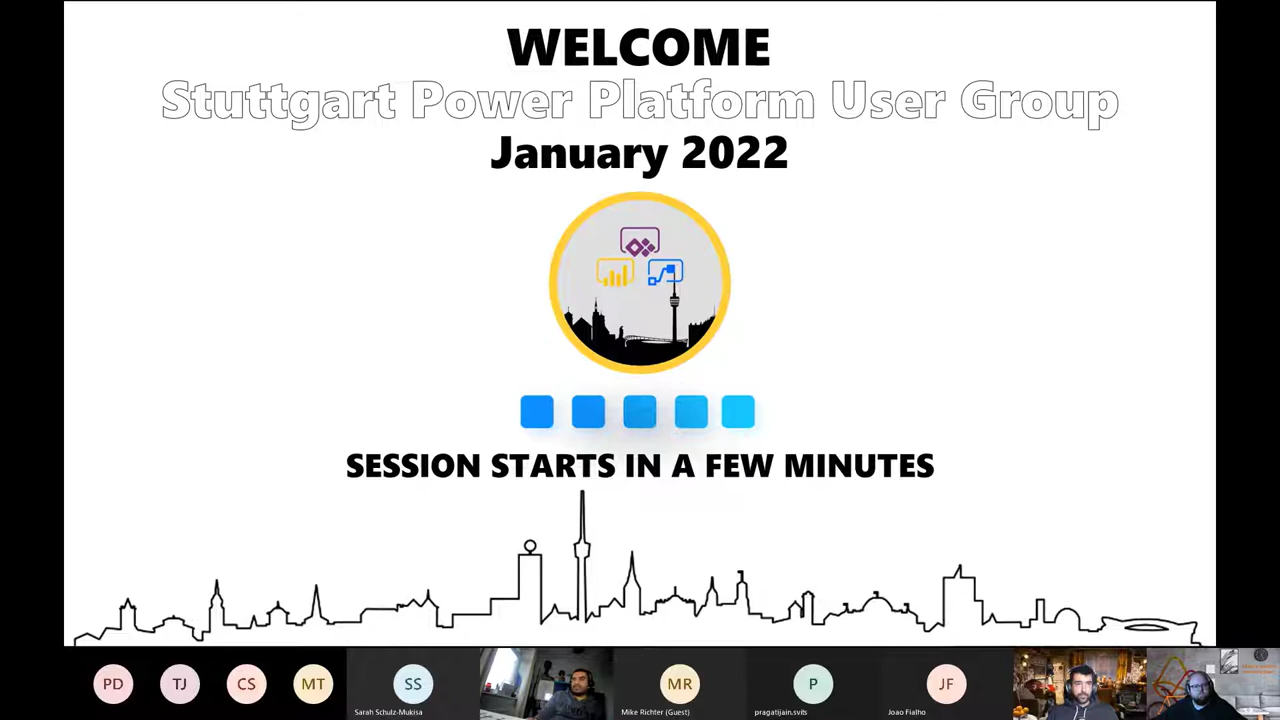 WELCOME
Stuttgart Power Platform User Group
January 2022
SESSION STARTS IN A FEW MINUTES
PD
TJ
CS
MT
SS
MR
P
JF
Sarah Schulz-Mukisa
Mike Richter (Guest)
pragatijain.svits
Joao Fialho